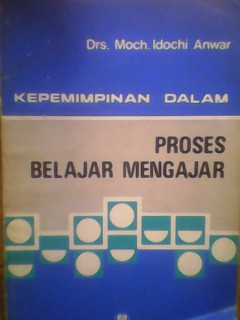 Drs. Moch. Idochi Anwar
KEPEMIMPINAN DALAM
PROSES
BELAJAR MENGAJAR